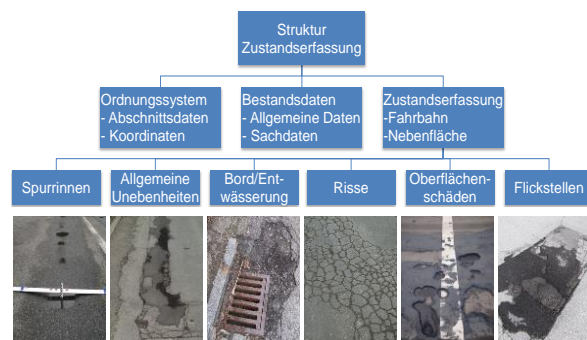 Struktur
Zustandserfassung
Ordnungssystem
- Abschnittsdaten
- Koordinaten
Bestandsdaten
- Allgemeine Daten
- Sachdaten
Zustandserfassung
-Fahrbahn
-Nebenfläche
Spurrinnen
Allgemeine
Unebenheiten
Bord/Ent-
wässerung
Risse
Oberflächen-
schäden
Flickstellen